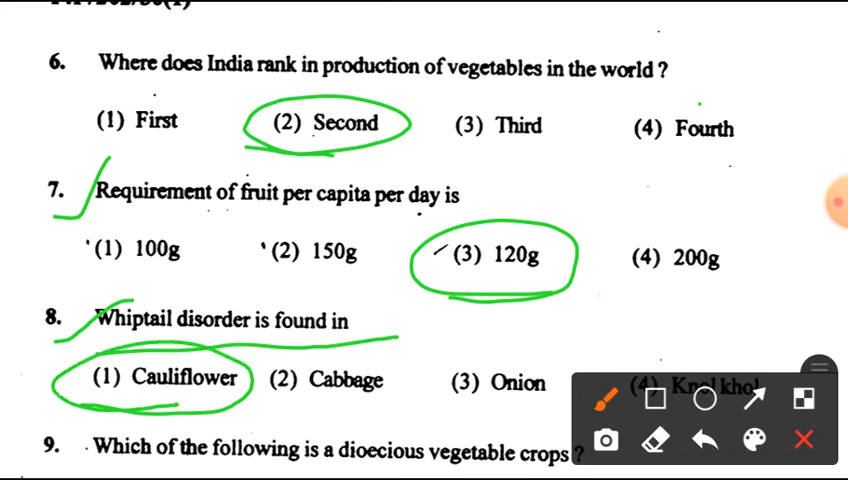 6. Where does India rank in production of vegetables in the world ?
(1) First (2) Second (3) Third (4) Fourth
7. Requirement of fruit per capita per day is
(1) 100g (2) 150g (3) 120g (4) 200g
8. Whiptail disorder is found in
(1) Cauliflower (2) Cabbage (3) Onion (4) Knol khol
9. Which of the following is a dioecious vegetable crops ?